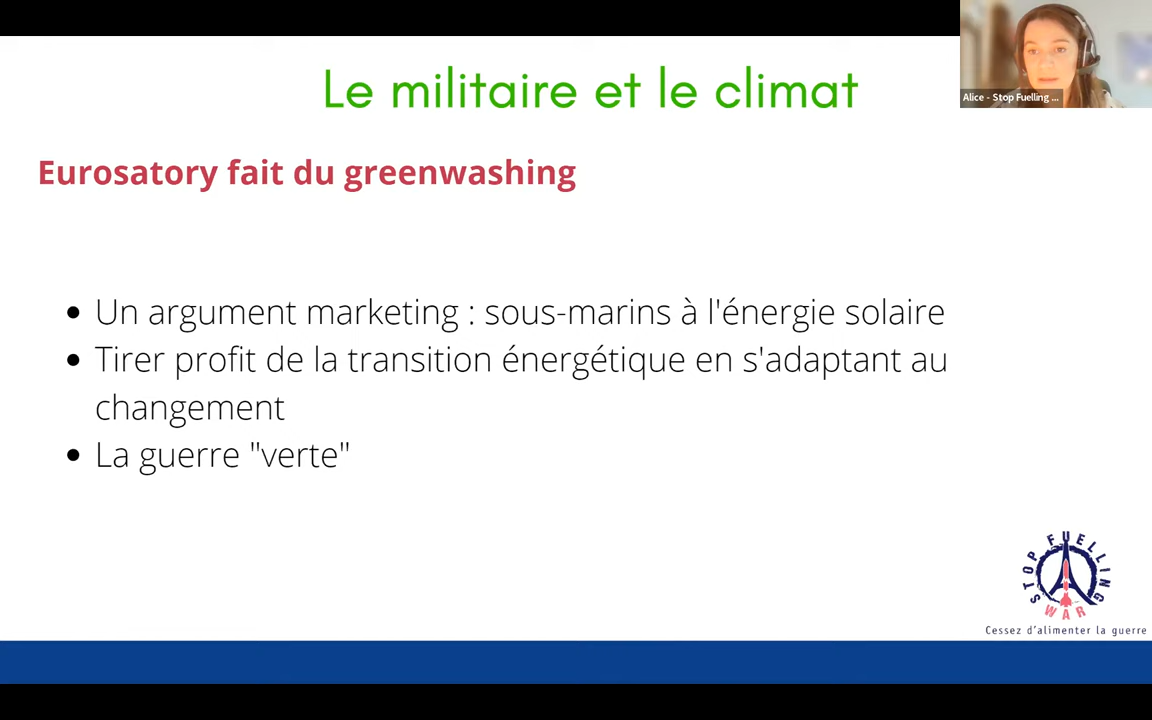 Le militaire et le climat
Alice - Stop Fuelling ...
Eurosatory fait du greenwashing
Un argument marketing : sous-marins à l'énergie solaire
Tirer profit de la transition énergétique en s'adaptant au
changement
La guerre "verte"
STOP FUELLING
WAR
Cessez d'alimenter la guerre